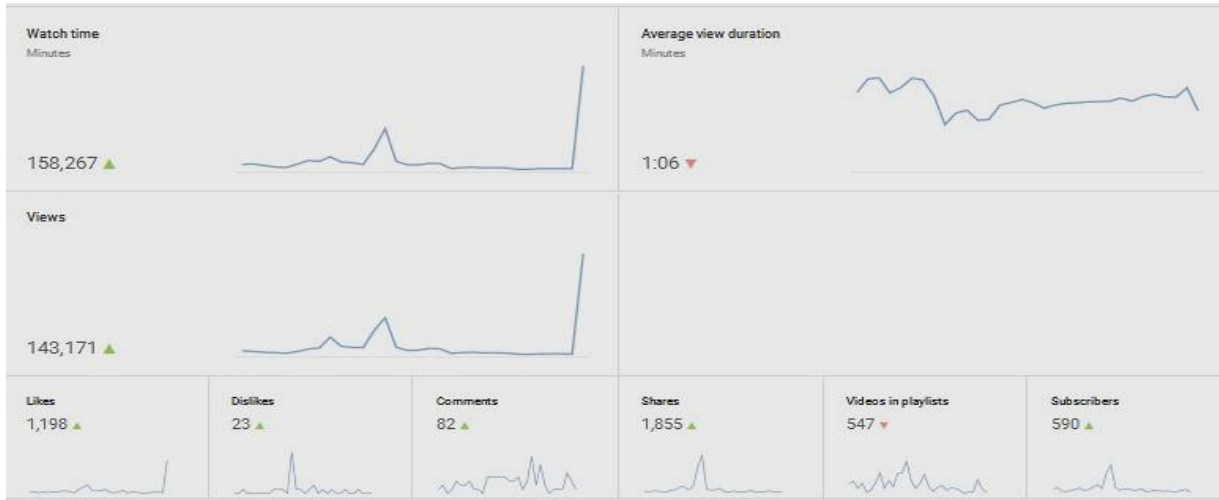 Watch time
Minutes
158,267
Average view duration
Minutes
1:06
Views
143,171
Likes
1,198
Dislikes
23
Comments
82
Shares
1,855
Videos in playlists
547
Subscribers
590